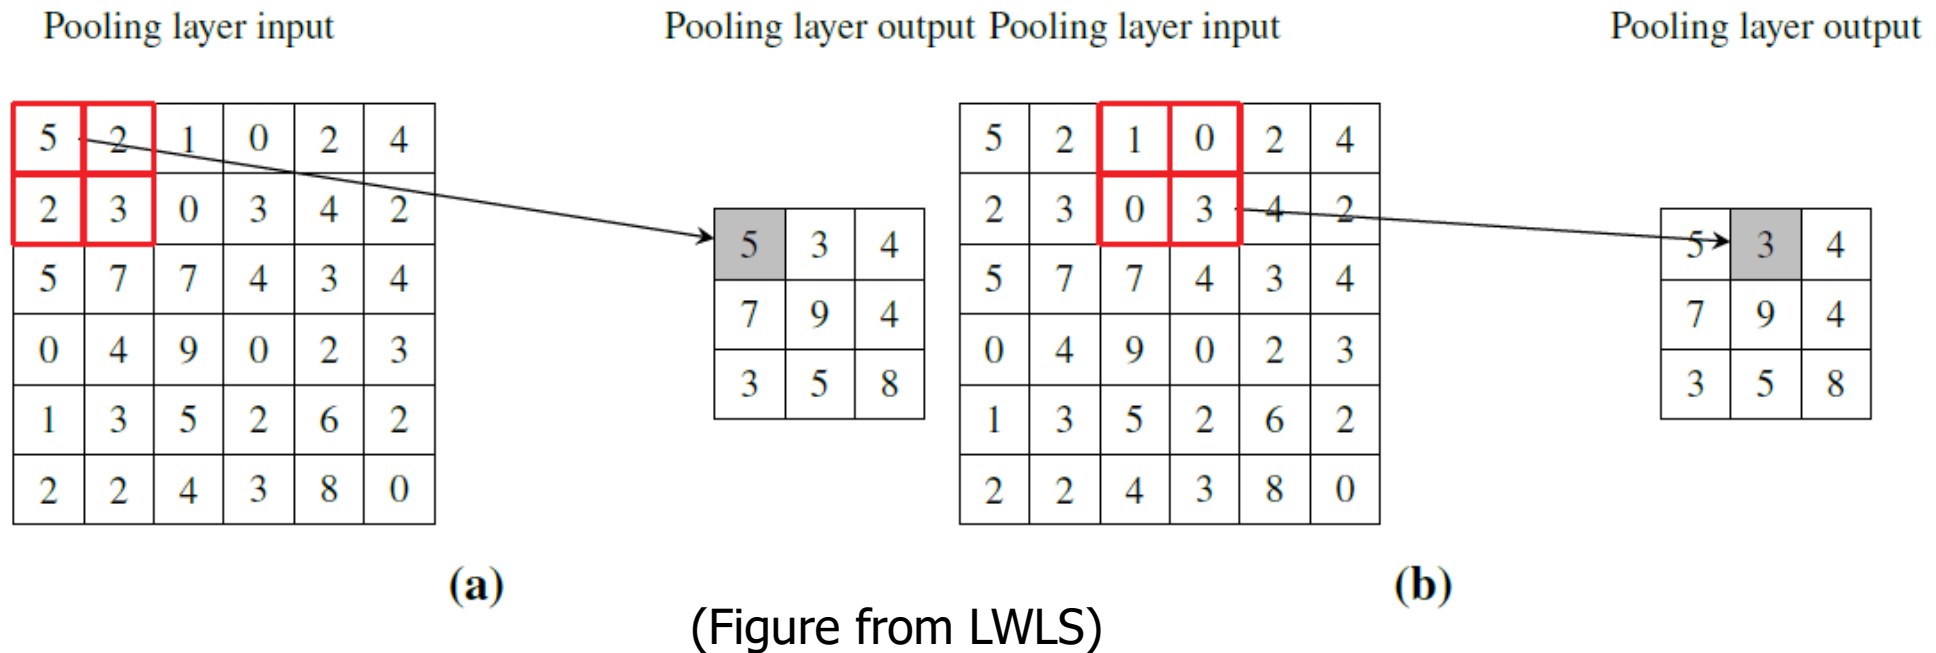 Pooling layer input Pooling layer output Pooling layer input Pooling layer output
5 2 1 0 2 4
2 3 0 3 4 2
5 7 7 4 3 4
0 4 9 0 2 3
1 3 5 2 6 2
2 2 4 3 8 0
5 3 4
7 9 4
3 5 8
5 2 1 0 2 4
2 3 0 3 4 2
5 7 7 4 3 4
0 4 9 0 2 3
1 3 5 2 6 2
2 2 4 3 8 0
5 3 4
7 9 4
3 5 8
(a) (b)
(Figure from LWLS)